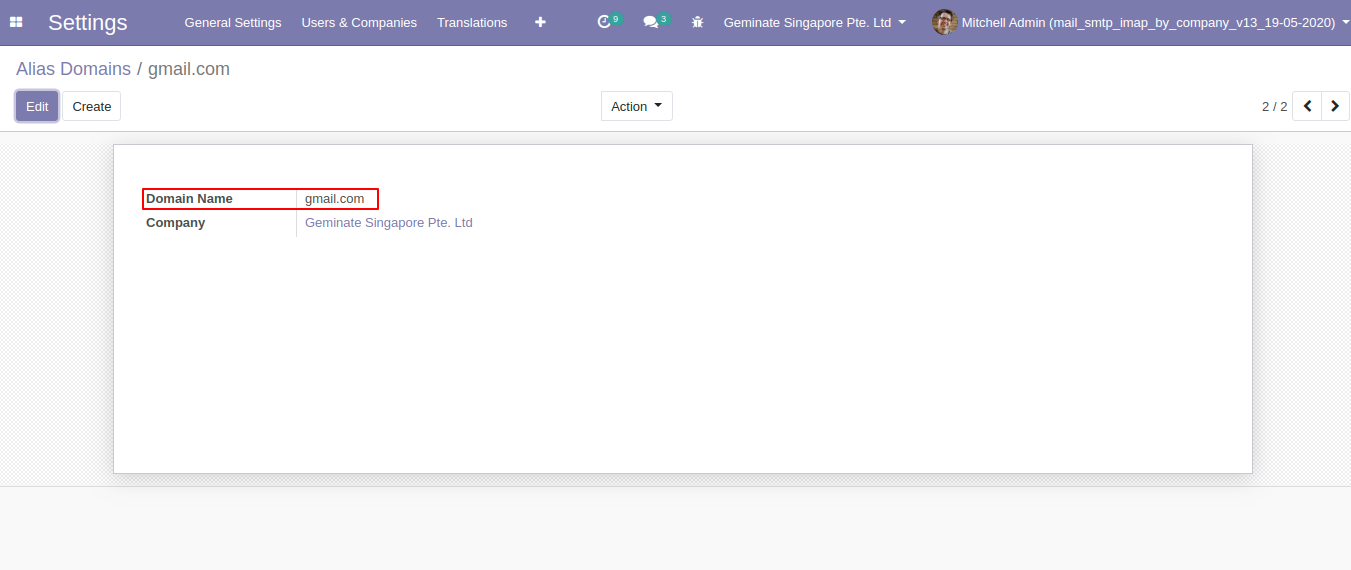 Settings General Settings Users & Companies Translations 9 3 Geminate Singapore Pte. Ltd Mitchell Admin (mail_smtp_imap_by_company_v13_19-05-2020)
Alias Domains / gmail.com
Edit Create Action 2 / 2
Domain Name gmail.com
Company Geminate Singapore Pte. Ltd